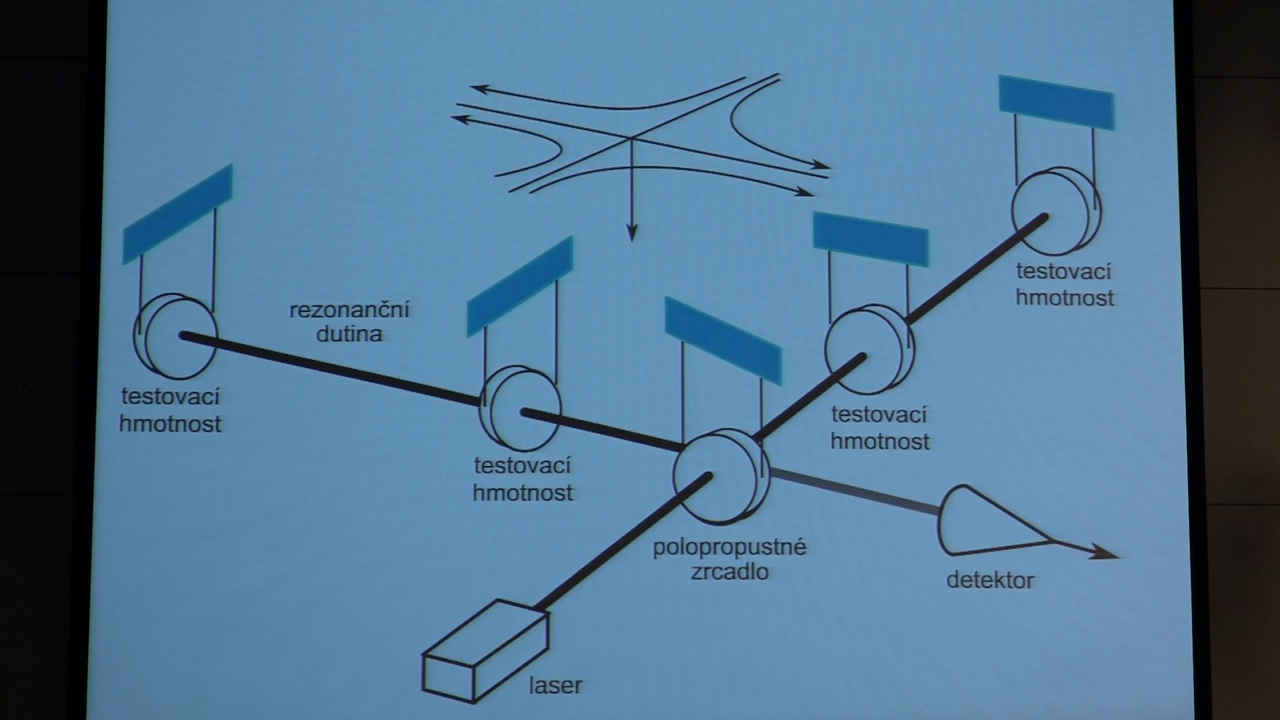 testovací
hmotnost
rezonanční
dutina
testovací
hmotnost
testovací
hmotnost
testovací
hmotnost
polopropustné
zrcadlo
detektor
laser